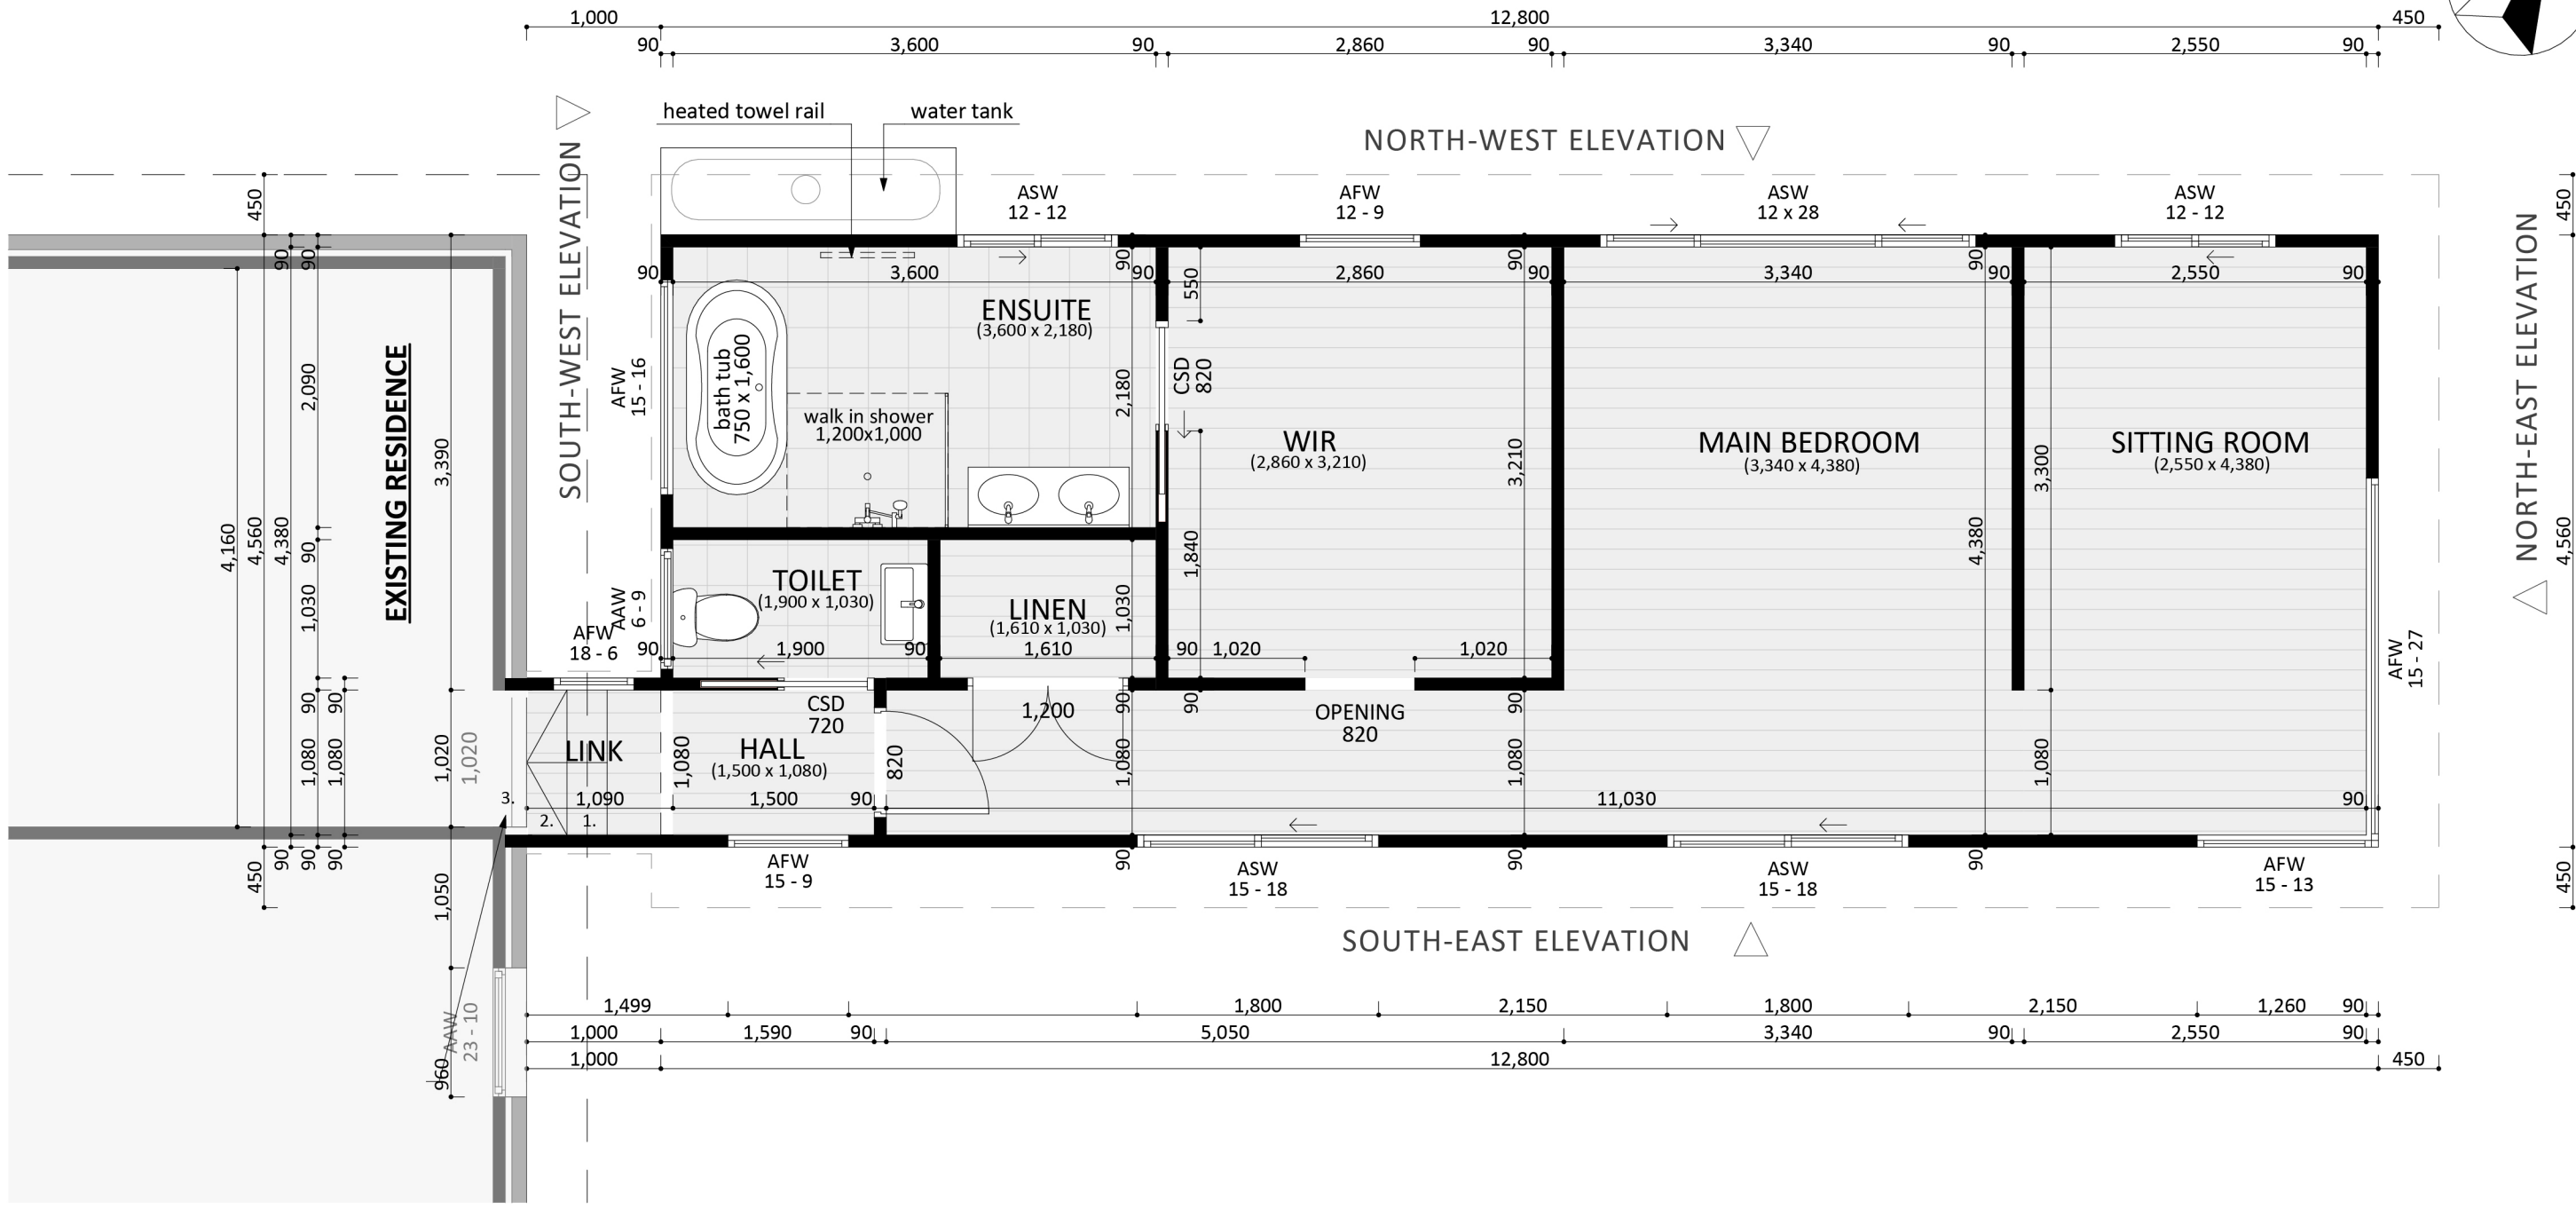 1,000
12,800
450
90
3,600
90
2,860
90
3,340
90
2,550
90
heated towel rail
water tank
NORTH-WEST ELEVATION
SOUTH-WEST ELEVATION
NORTH-EAST ELEVATION
ASW
12 - 12
AFW
12 - 9
ASW
12 x 28
ASW
12 - 12
450
450
90
90
90
3,600
90
90
550
2,860
90
90
3,340
90
90
2,550
90
ENSUITE
(3,600 x 2,180)
bath tub
750 x 1,600
walk in shower
1,200x1,000
2,180
CSD
820
AFW
15 - 16
EXISTING RESIDENCE
2,090
3,390
4,160
4,560
4,380
90
1,030
WIR
(2,860 x 3,210)
3,210
MAIN BEDROOM
(3,340 x 4,380)
4,380
SITTING ROOM
(2,550 x 4,380)
3,300
4,560
1,840
TOILET
(1,900 x 1,030)
1,900
90
LINEN
(1,610 x 1,030)
1,030
1,610
90
1,020
1,020
AAW
6 - 9
AFW
18 - 6
90
AFW
15 - 27
90
90
CSD
720
1,200
90
90
OPENING
820
90
LINK
1,080
HALL
(1,500 x 1,080)
820
1,080
1,080
1,080
1,080
1,080
1,020
1,020
3.
2.
1.
1,090
1,500
90
11,030
90
450
90
90
90
1,050
AFW
15 - 9
90
ASW
15 - 18
90
ASW
15 - 18
90
AFW
15 - 13
450
SOUTH-EAST ELEVATION
960
AAW
23 - 10
1,499
1,800
2,150
1,800
2,150
1,260
90
1,000
1,590
90
5,050
3,340
90
2,550
90
1,000
12,800
450